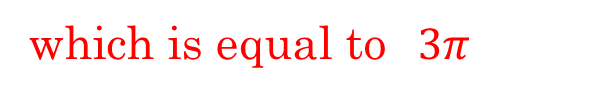 which is equal to 3π